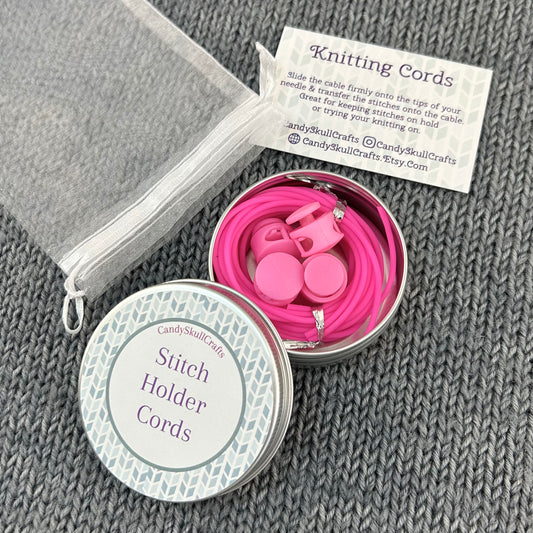 Knitting Cords
Slide the cable firmly onto the tips of your
needle & transfer the stitches onto the cable.
Great for keeping stitches on hold
or trying your knitting on.
CandySkullCrafts CandySkullCrafts
CandySkullCrafts.Etsy.Com
CandySkullCrafts
Stitch
Holder
Cords